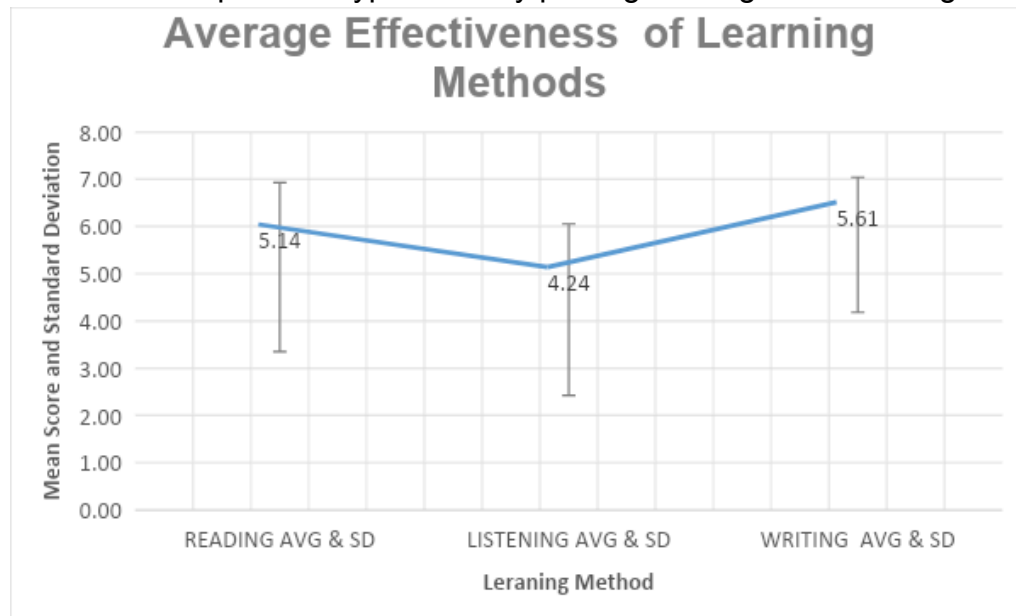 Average Effectiveness of Learning
Methods
8.00
7.00
6.00
5.00
4.00
3.00
2.00
1.00
0.00
Mean Score and Standard Deviation
5.14
4.24
5.61
READING AVG & SD
LISTENING AVG & SD
WRITING AVG & SD
Leraning Method